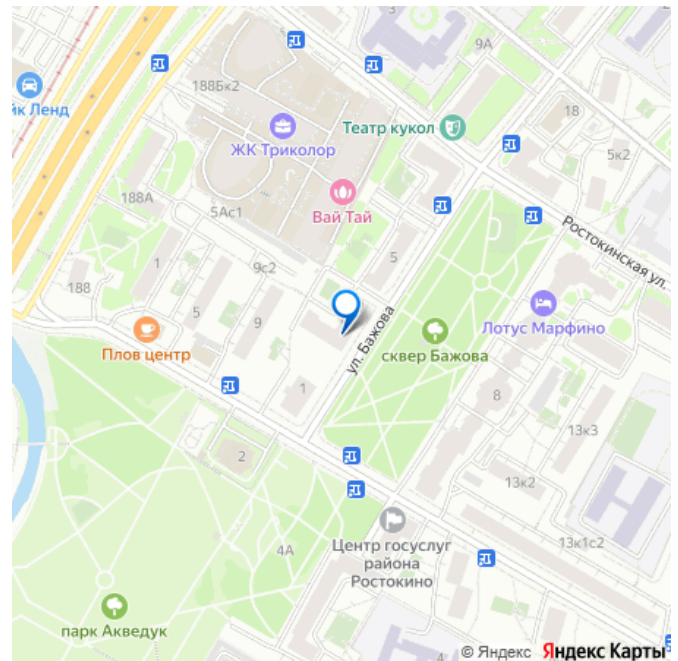 3
9А
188Бк2
йк Ленд
ЖК Триколор
Театр кукол
18
5к2
188А
5Ас1
Вай Тай
Ростокинская ул.
9с2
5
1
188
5
9
ул. Бажова
сквер Бажова
Лотус Марфино
Плов центр
1
8
13к3
2
13к2
4А
Центр госуслуг
района
Ростокино
13к1с2
парк Акведук
4
© Яндекс Яндекс Карты